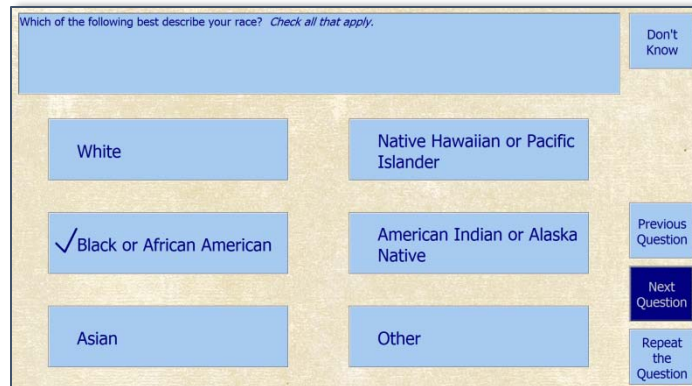 Which of the following best describe your race? Check all that apply.
Don't
Know
White
Native Hawaiian or Pacific
Islander
✓Black or African American
American Indian or Alaska
Native
Previous
Question
Next
Question
Asian
Other
Repeat
the
Question